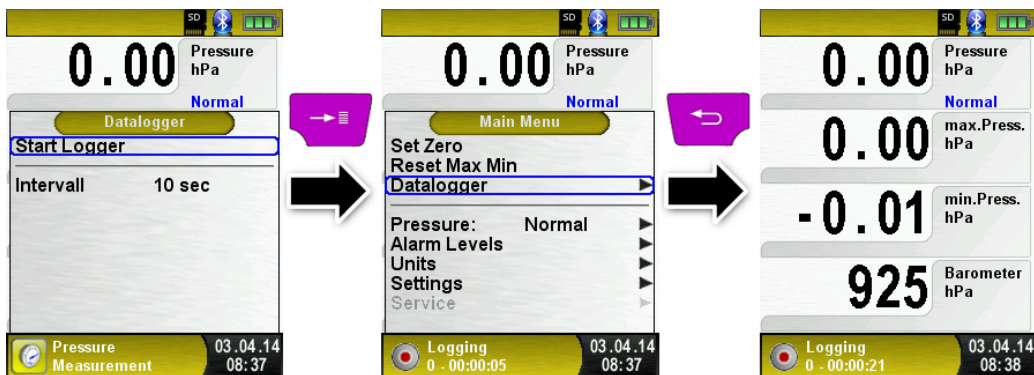 SD
0.00 Pressure
hPa
Normal
Datalogger
Start Logger
Intervall 10 sec
Pressure
Measurement
03.04.14
08:37
SD
0.00 Pressure
hPa
Normal
Main Menu
Set Zero
Reset Max Min
Datalogger
Pressure: Normal
Alarm Levels
Units
Settings
Service
Logging
0 - 00:00:05
03.04.14
08:37
SD
0.00 Pressure
hPa
Normal
0.00 max.Press.
hPa
-0.01 min.Press.
hPa
925 Barometer
hPa
Logging
0 - 00:00:21
03.04.14
08:38